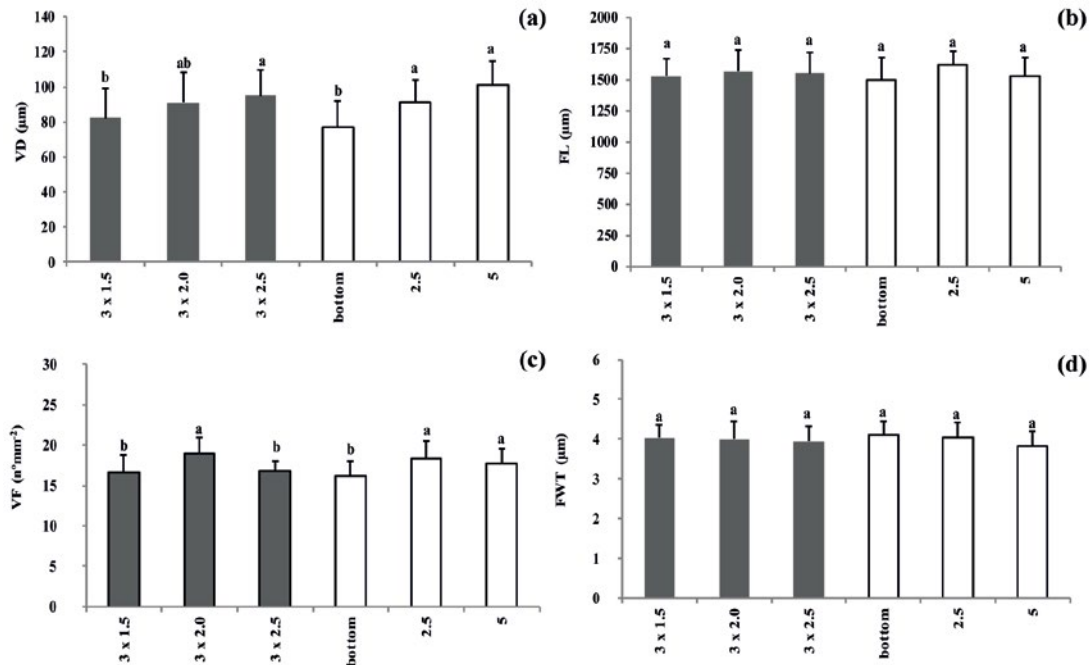 (a)
140
120
100
80
60
40
20
0
VD (μm)
b
ab
a
b
a
a
3 x 1.5
3 x 2.0
3 x 2.5
bottom
2.5
5
(b)
2000
1750
1500
1250
1000
750
500
250
0
FL (μm)
a
a
a
a
a
a
3 x 1.5
3 x 2.0
3 x 2.5
bottom
2.5
5
(c)
30
25
20
15
10
5
0
VF (nºmm⁻²)
b
a
b
b
a
a
3 x 1.5
3 x 2.0
3 x 2.5
bottom
2.5
5
(d)
6
5
4
3
2
1
0
FWT (μm)
a
a
a
a
a
a
3 x 1.5
3 x 2.0
3 x 2.5
bottom
2.5
5